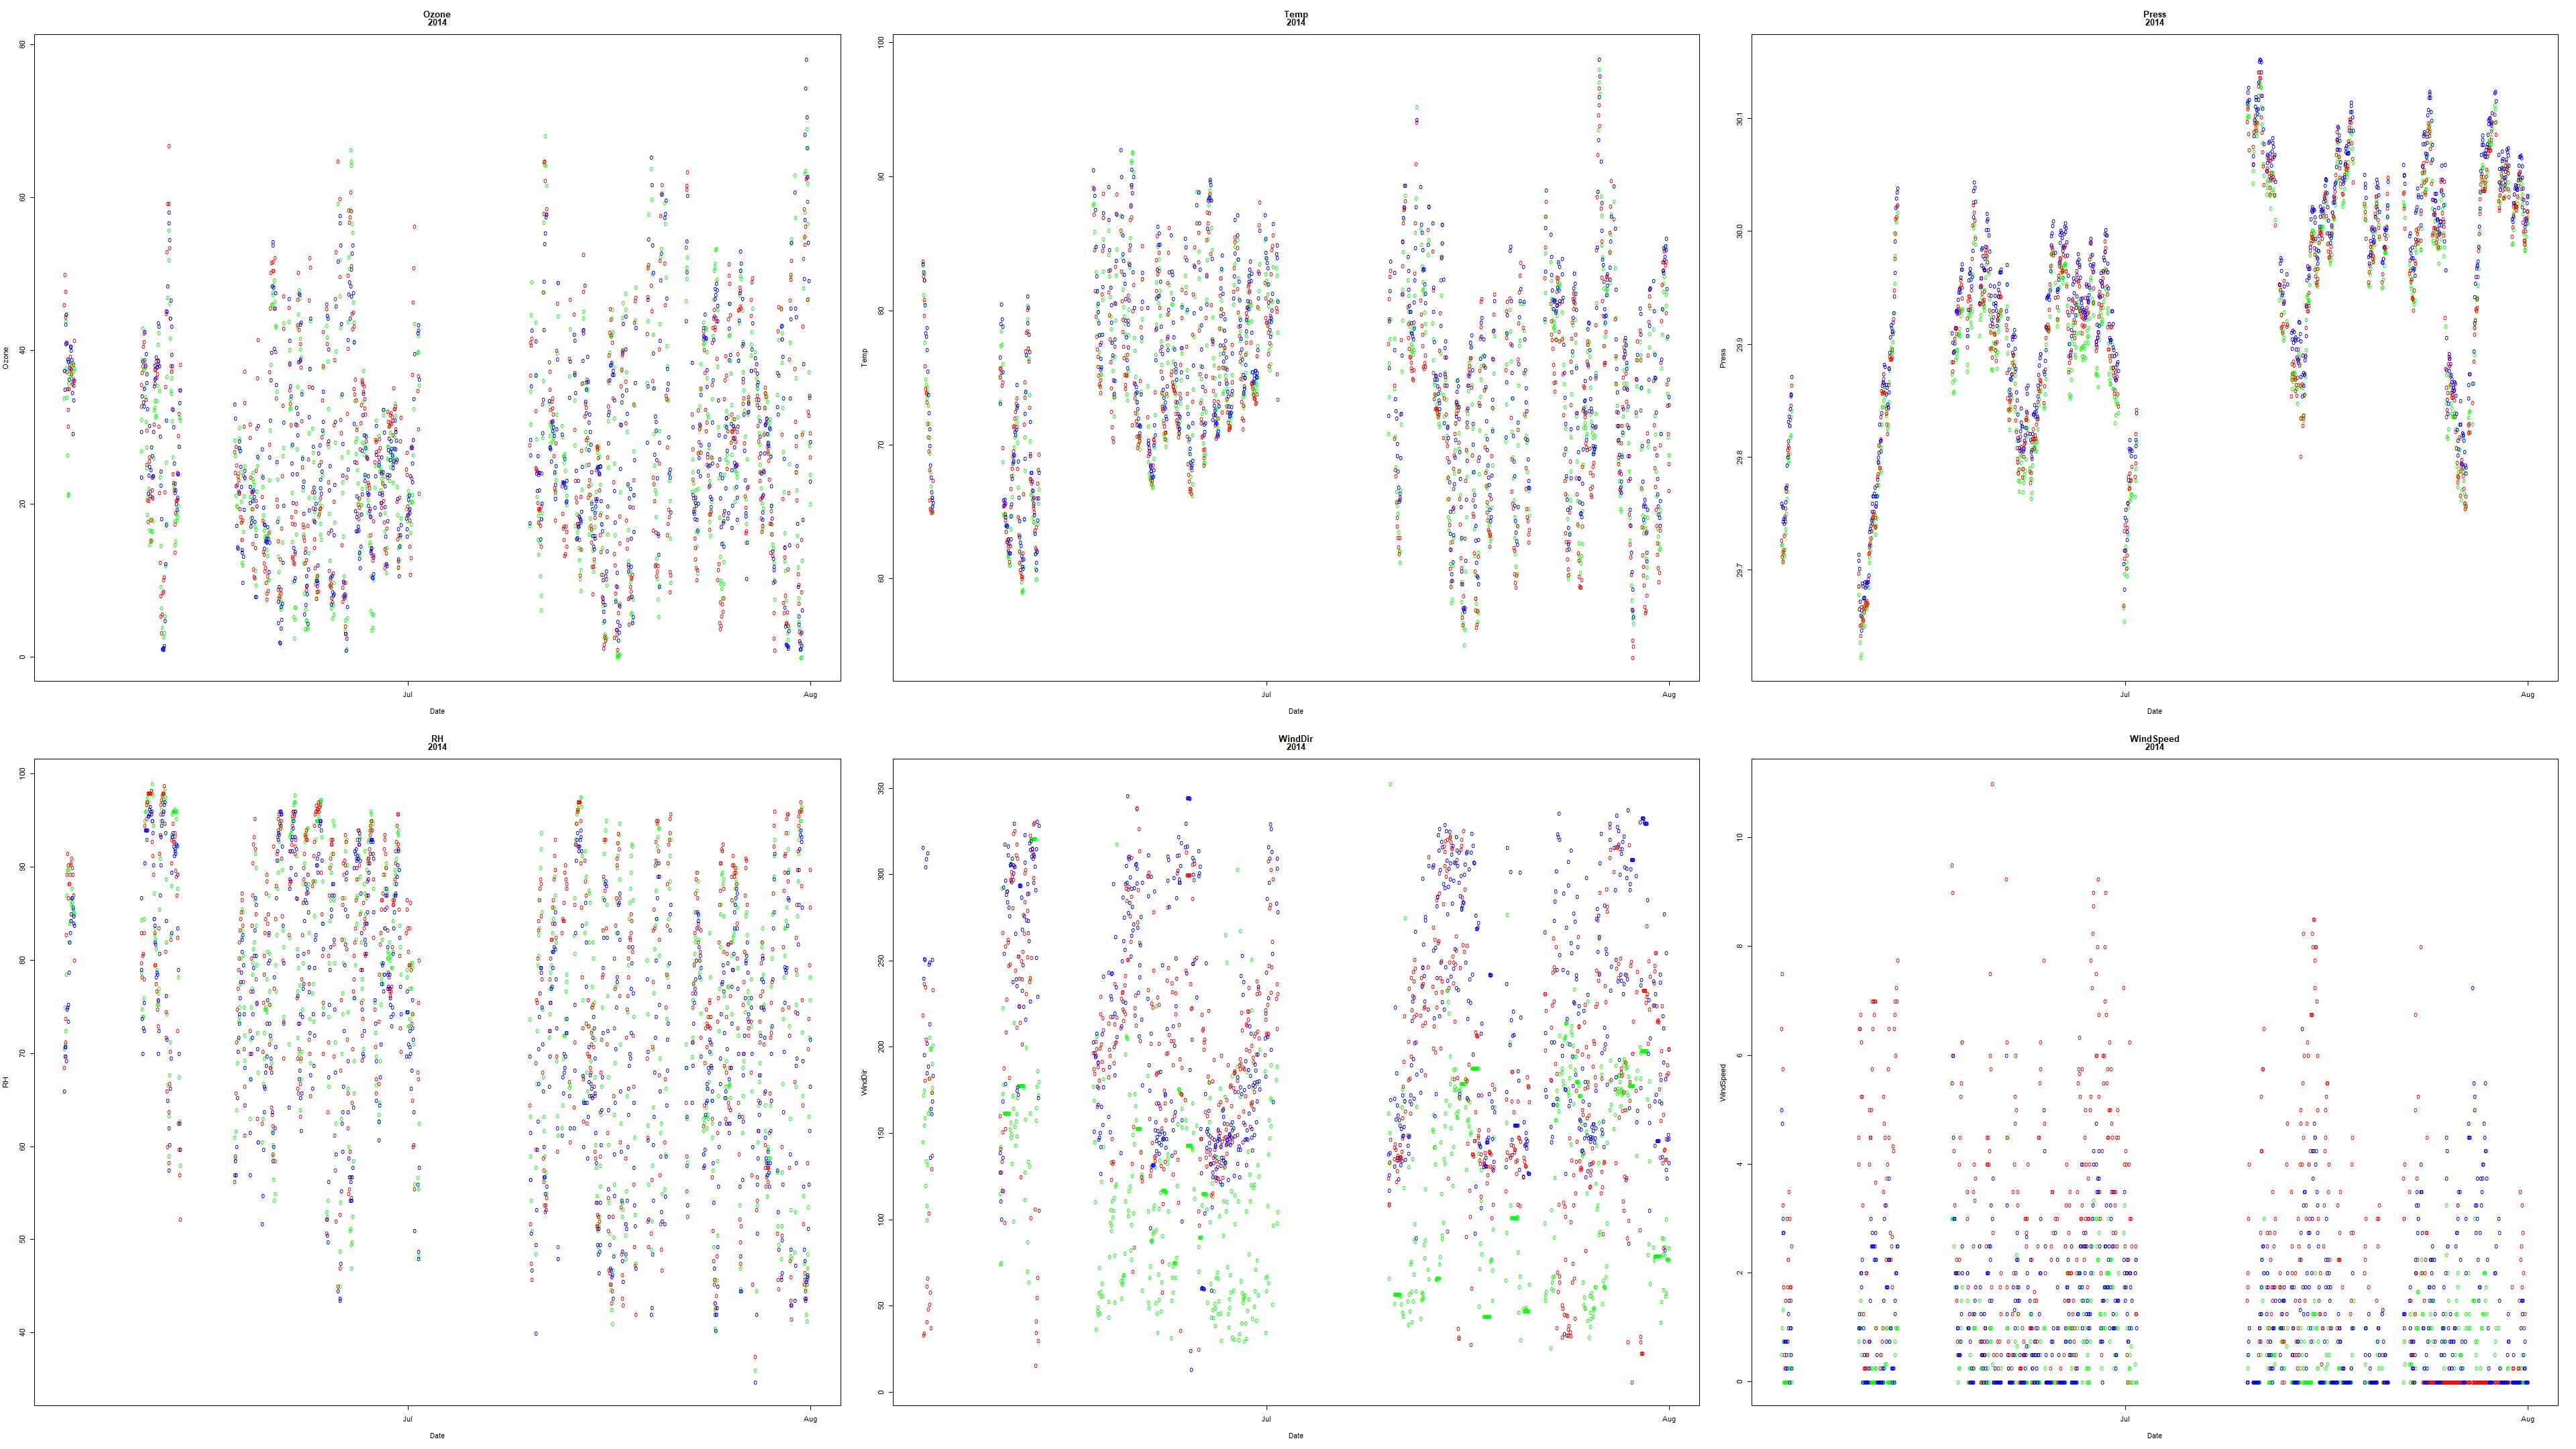 Ozone
2014
Ozone
80
60
40
20
0
Jul
Aug
Date
Temp
2014
Temp
100
90
80
70
60
Jul
Aug
Date
Press
2014
Press
30.1
30.0
29.9
29.8
29.7
Jul
Aug
Date
RH
2014
RH
100
90
80
70
60
50
40
Jul
Aug
Date
WindDir
2014
WindDir
350
300
250
200
150
100
50
0
Jul
Aug
Date
WindSpeed
2014
WindSpeed
10
8
6
4
2
0
Jul
Aug
Date